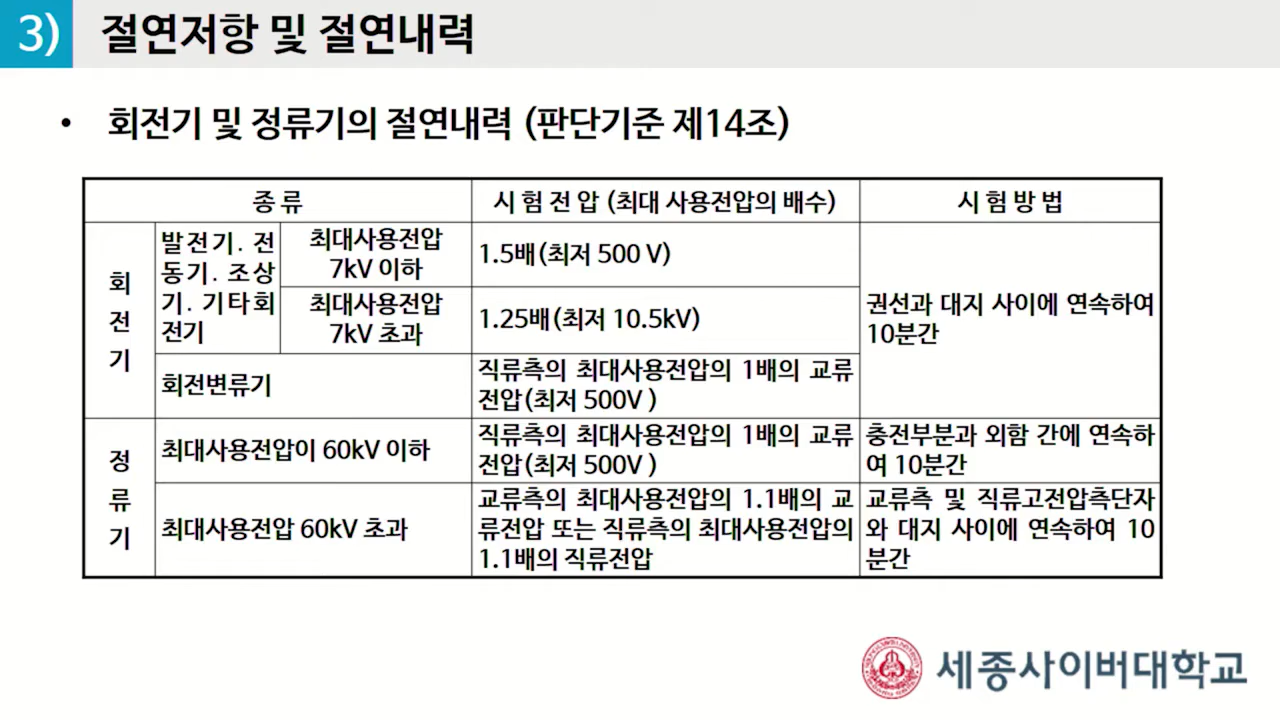 3) 절연저항 및 절연내력
• 회전기 및 정류기의 절연내력 (판단기준 제14조)
종 류
시 험 전 압 (최대 사용전압의 배수)
시 험 방 법
회
전
기
발전기. 전
동기. 조상
기. 기타회
전기
최대사용전압
7kV 이하
1.5배(최저 500 V)
권선과 대지 사이에 연속하여
10분간
최대사용전압
7kV 초과
1.25배(최저 10.5kV)
회전변류기
직류측의 최대사용전압의 1배의 교류
전압(최저 500V )
정
류
기
최대사용전압이 60kV 이하
직류측의 최대사용전압의 1배의 교류
전압(최저 500V )
충전부분과 외함 간에 연속하
여 10분간
최대사용전압 60kV 초과
교류측의 최대사용전압의 1.1배의 교
류전압 또는 직류측의 최대사용전압의
1.1배의 직류전압
교류측 및 직류고전압측단자
와 대지 사이에 연속하여 10
분간
세종사이버대학교